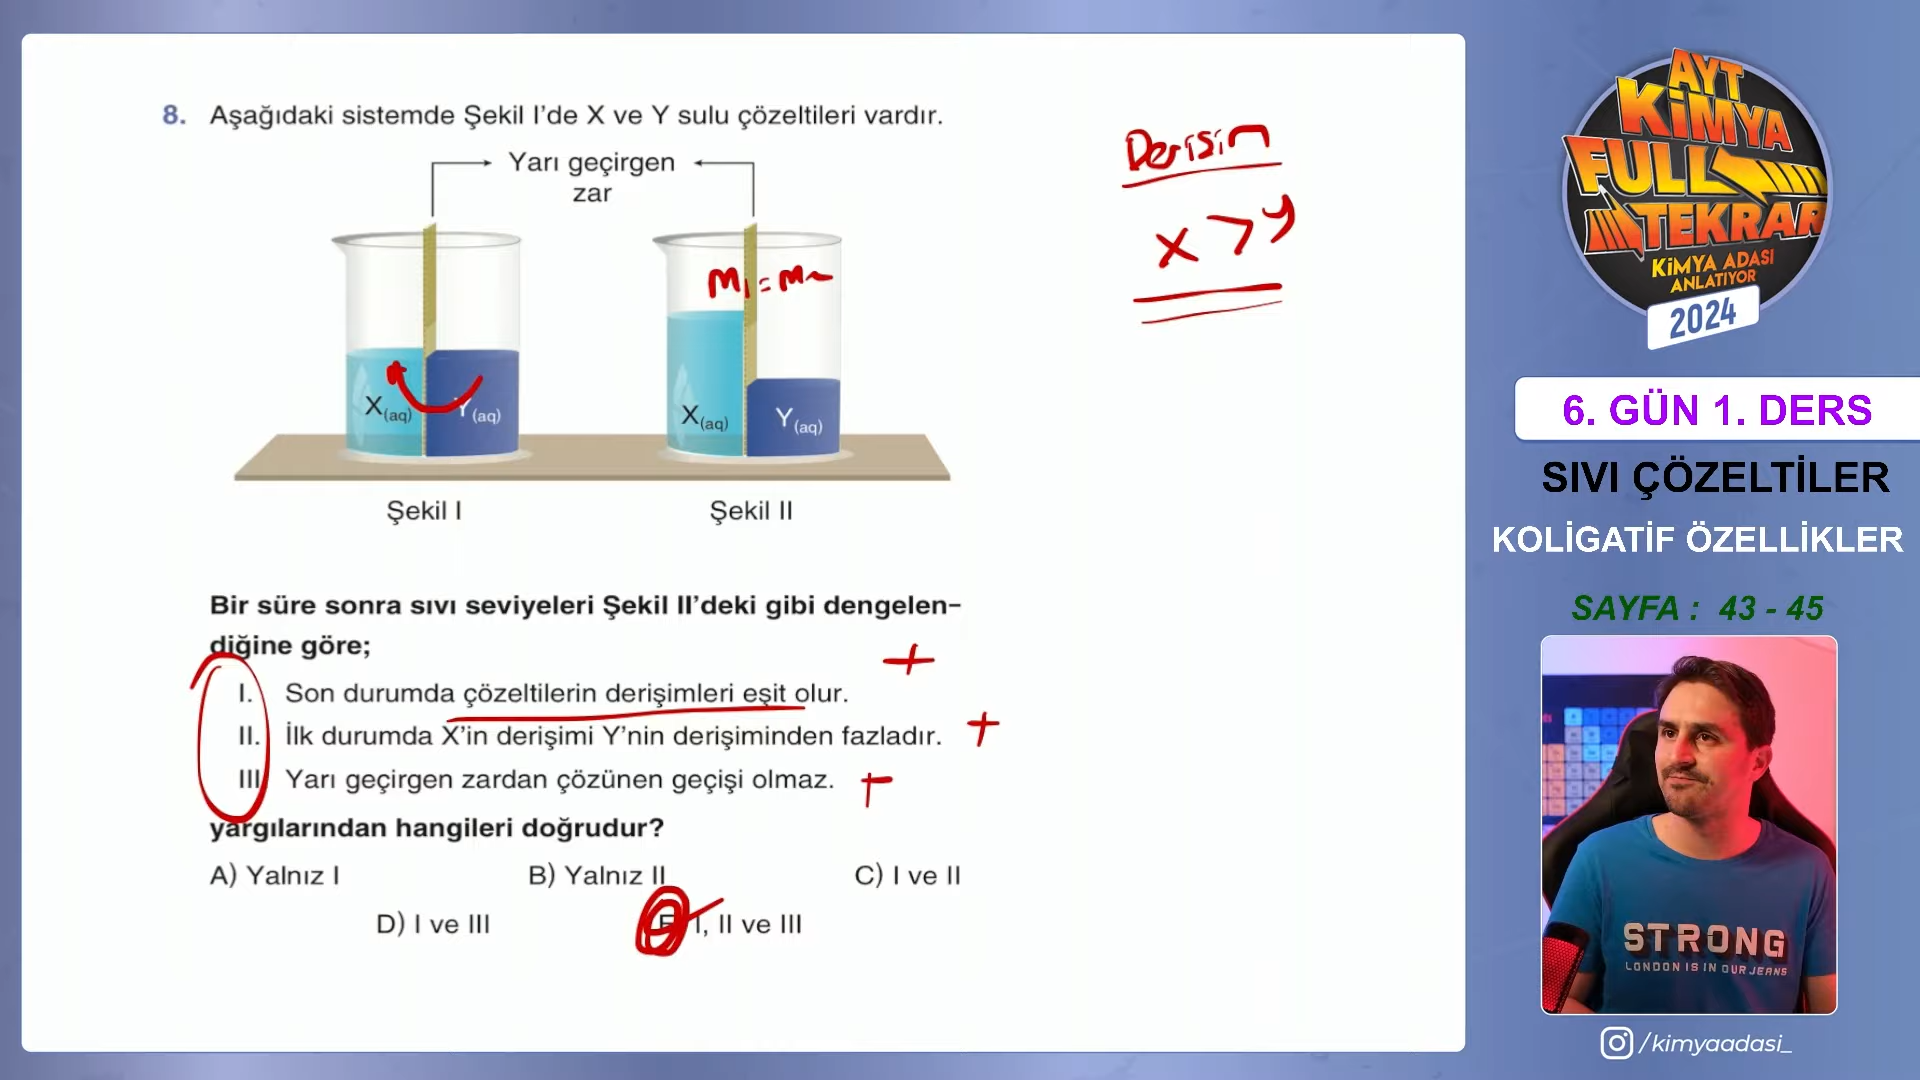 8. Aşağıdaki sistemde Şekil I'de X ve Y sulu çözeltileri vardır.
Yarı geçirgen
zar
M₁ = M₂
X(aq)
Y(aq)
X(aq)
Y(aq)
Şekil I
Şekil II
Derişim
X > Y
Bir süre sonra sıvı seviyeleri Şekil II'deki gibi dengelen-
diğine göre;
I. Son durumda çözeltilerin derişimleri eşit olur. +
II. İlk durumda X'in derişimi Y'nin derişiminden fazladır. +
III. Yarı geçirgen zardan çözünen geçişi olmaz. +
yargılarından hangileri doğrudur?
A) Yalnız I B) Yalnız II C) I ve II
D) I ve III E) I, II ve III
AYT
KİMYA
FULL
TEKRAR
KİMYA ADASI
ANLATIYOR
2024
6. GÜN 1. DERS
SIVI ÇÖZELTİLER
KOLİGATİF ÖZELLİKLER
SAYFA : 43 - 45
STRONG
LONDON IS IN OUR JEANS
/kimyaadasi_